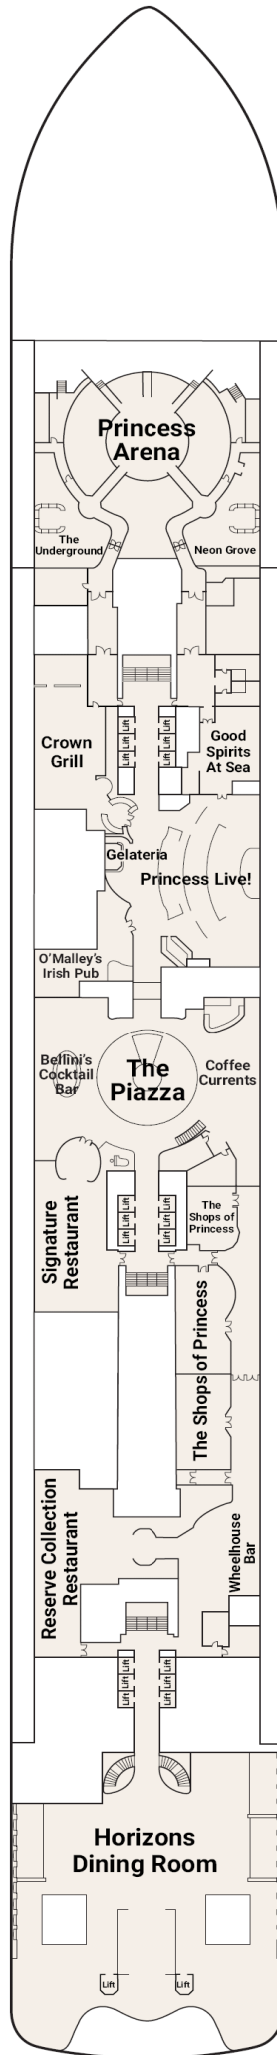 Princess
Arena
The
Underground
Neon Grove
Lift
Lift
Lift
Lift
Lift
Lift
Crown
Grill
Good
Spirits
At Sea
Gelateria
Princess Live!
O'Malley's
Irish Pub
Bellini's
Cocktail
Bar
The
Piazza
Coffee
Currents
Signature
Restaurant
Lift
Lift
Lift
Lift
Lift
Lift
The
Shops of
Princess
The Shops of Princess
Reserve Collection
Restaurant
Wheelhouse
Bar
Lift
Lift
Lift
Lift
Lift
Lift
Horizons
Dining Room
Lift
Lift